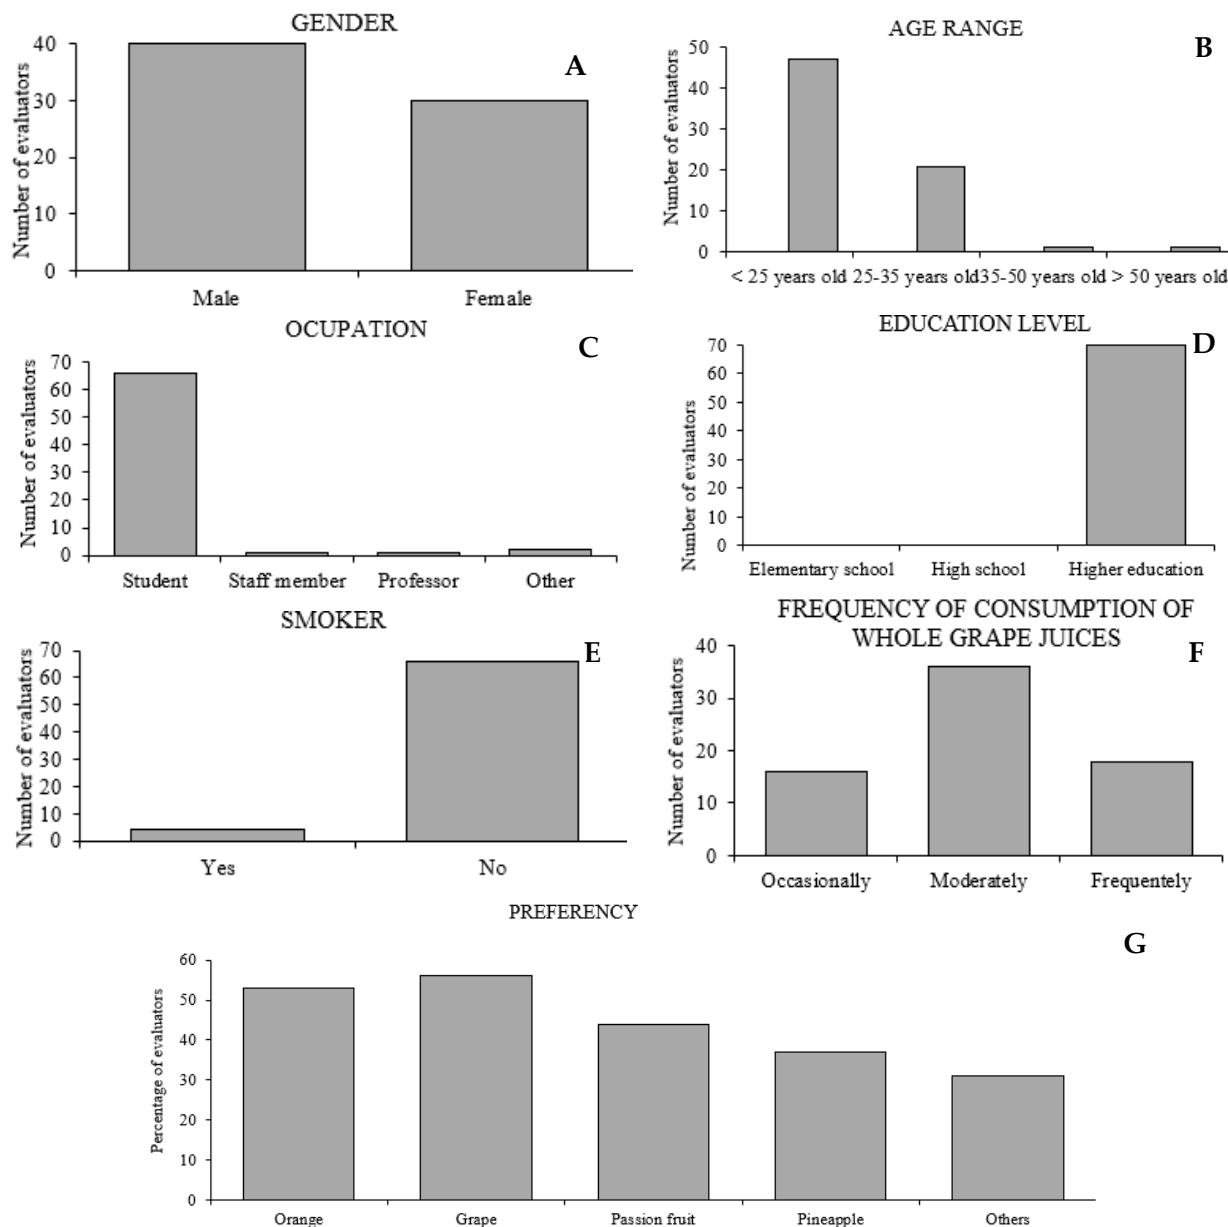 GENDER
A
Number of evaluators
40
30
20
10
0
Male Female
AGE RANGE
B
Number of evaluators
50
40
30
20
10
0
< 25 years old 25-35 years old 35-50 years old > 50 years old
OCUPATION
C
Number of evaluators
70
60
50
40
30
20
10
0
Student Staff member Professor Other
EDUCATION LEVEL
D
Number of evaluators
70
60
50
40
30
20
10
0
Elementary school High school Higher education
SMOKER
E
Number of evaluators
70
60
50
40
30
20
10
0
Yes No
FREQUENCY OF CONSUMPTION OF
WHOLE GRAPE JUICES
F
Number of evaluators
40
30
20
10
0
Occasionally Moderately Frequentely
PREFERENCY
G
Percentage of evaluators
60
50
40
30
20
10
0
Orange Grape Passion fruit Pineapple Others